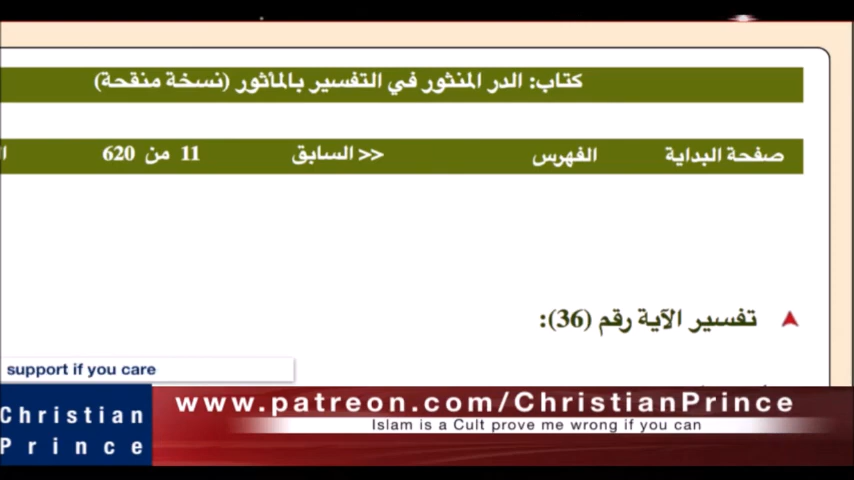 كتاب: الدر المنثور في التفسير بالمأثور (نسخة منقحة)
صفحة البداية الفهرس << السابق 11 من 620
تفسير الآية رقم (36):
support if you care
Christian
Prince
www.patreon.com/ChristianPrince
Islam is a Cult prove me wrong if you can